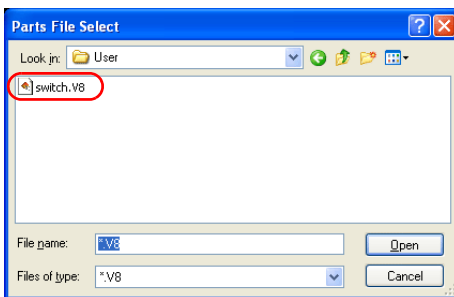 Parts File Select
Look in: User
switch.V8
File name: *.V8 Open
Files of type: *.V8 Cancel